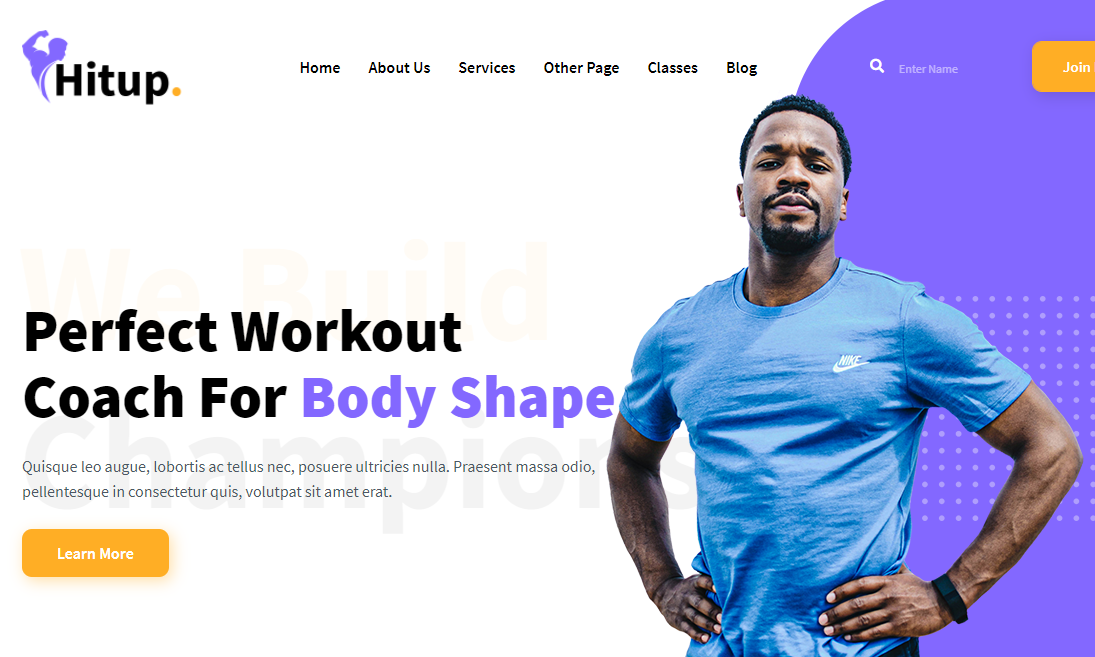 Hitup.
Home About Us Services Other Page Classes Blog
Enter Name
Join
We Build
Perfect Workout
Coach For Body Shape
Champions
Quisque leo augue, lobortis ac tellus nec, posuere ultricies nulla. Praesent massa odio,
pellentesque in consectetur quis, volutpat sit amet erat.
Learn More
NIKE